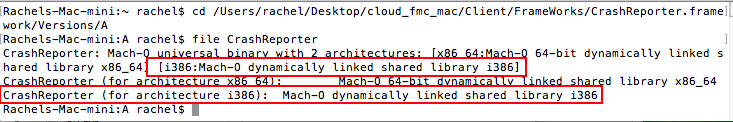 Rachels-Mac-mini:~ rachel$ cd /Users/rachel/Desktop/cloud_fmc_mac/Client/FrameWorks/CrashReporter.frame
work/Versions/A
Rachels-Mac-mini:A rachel$ file CrashReporter
CrashReporter: Mach-O universal binary with 2 architectures: [x86_64:Mach-O 64-bit dynamically linked s
hared library x86_64] [i386:Mach-O dynamically linked shared library i386]
CrashReporter (for architecture x86_64):        Mach-O 64-bit dynamically linked shared library x86_64
CrashReporter (for architecture i386):  Mach-O dynamically linked shared library i386
Rachels-Mac-mini:A rachel$